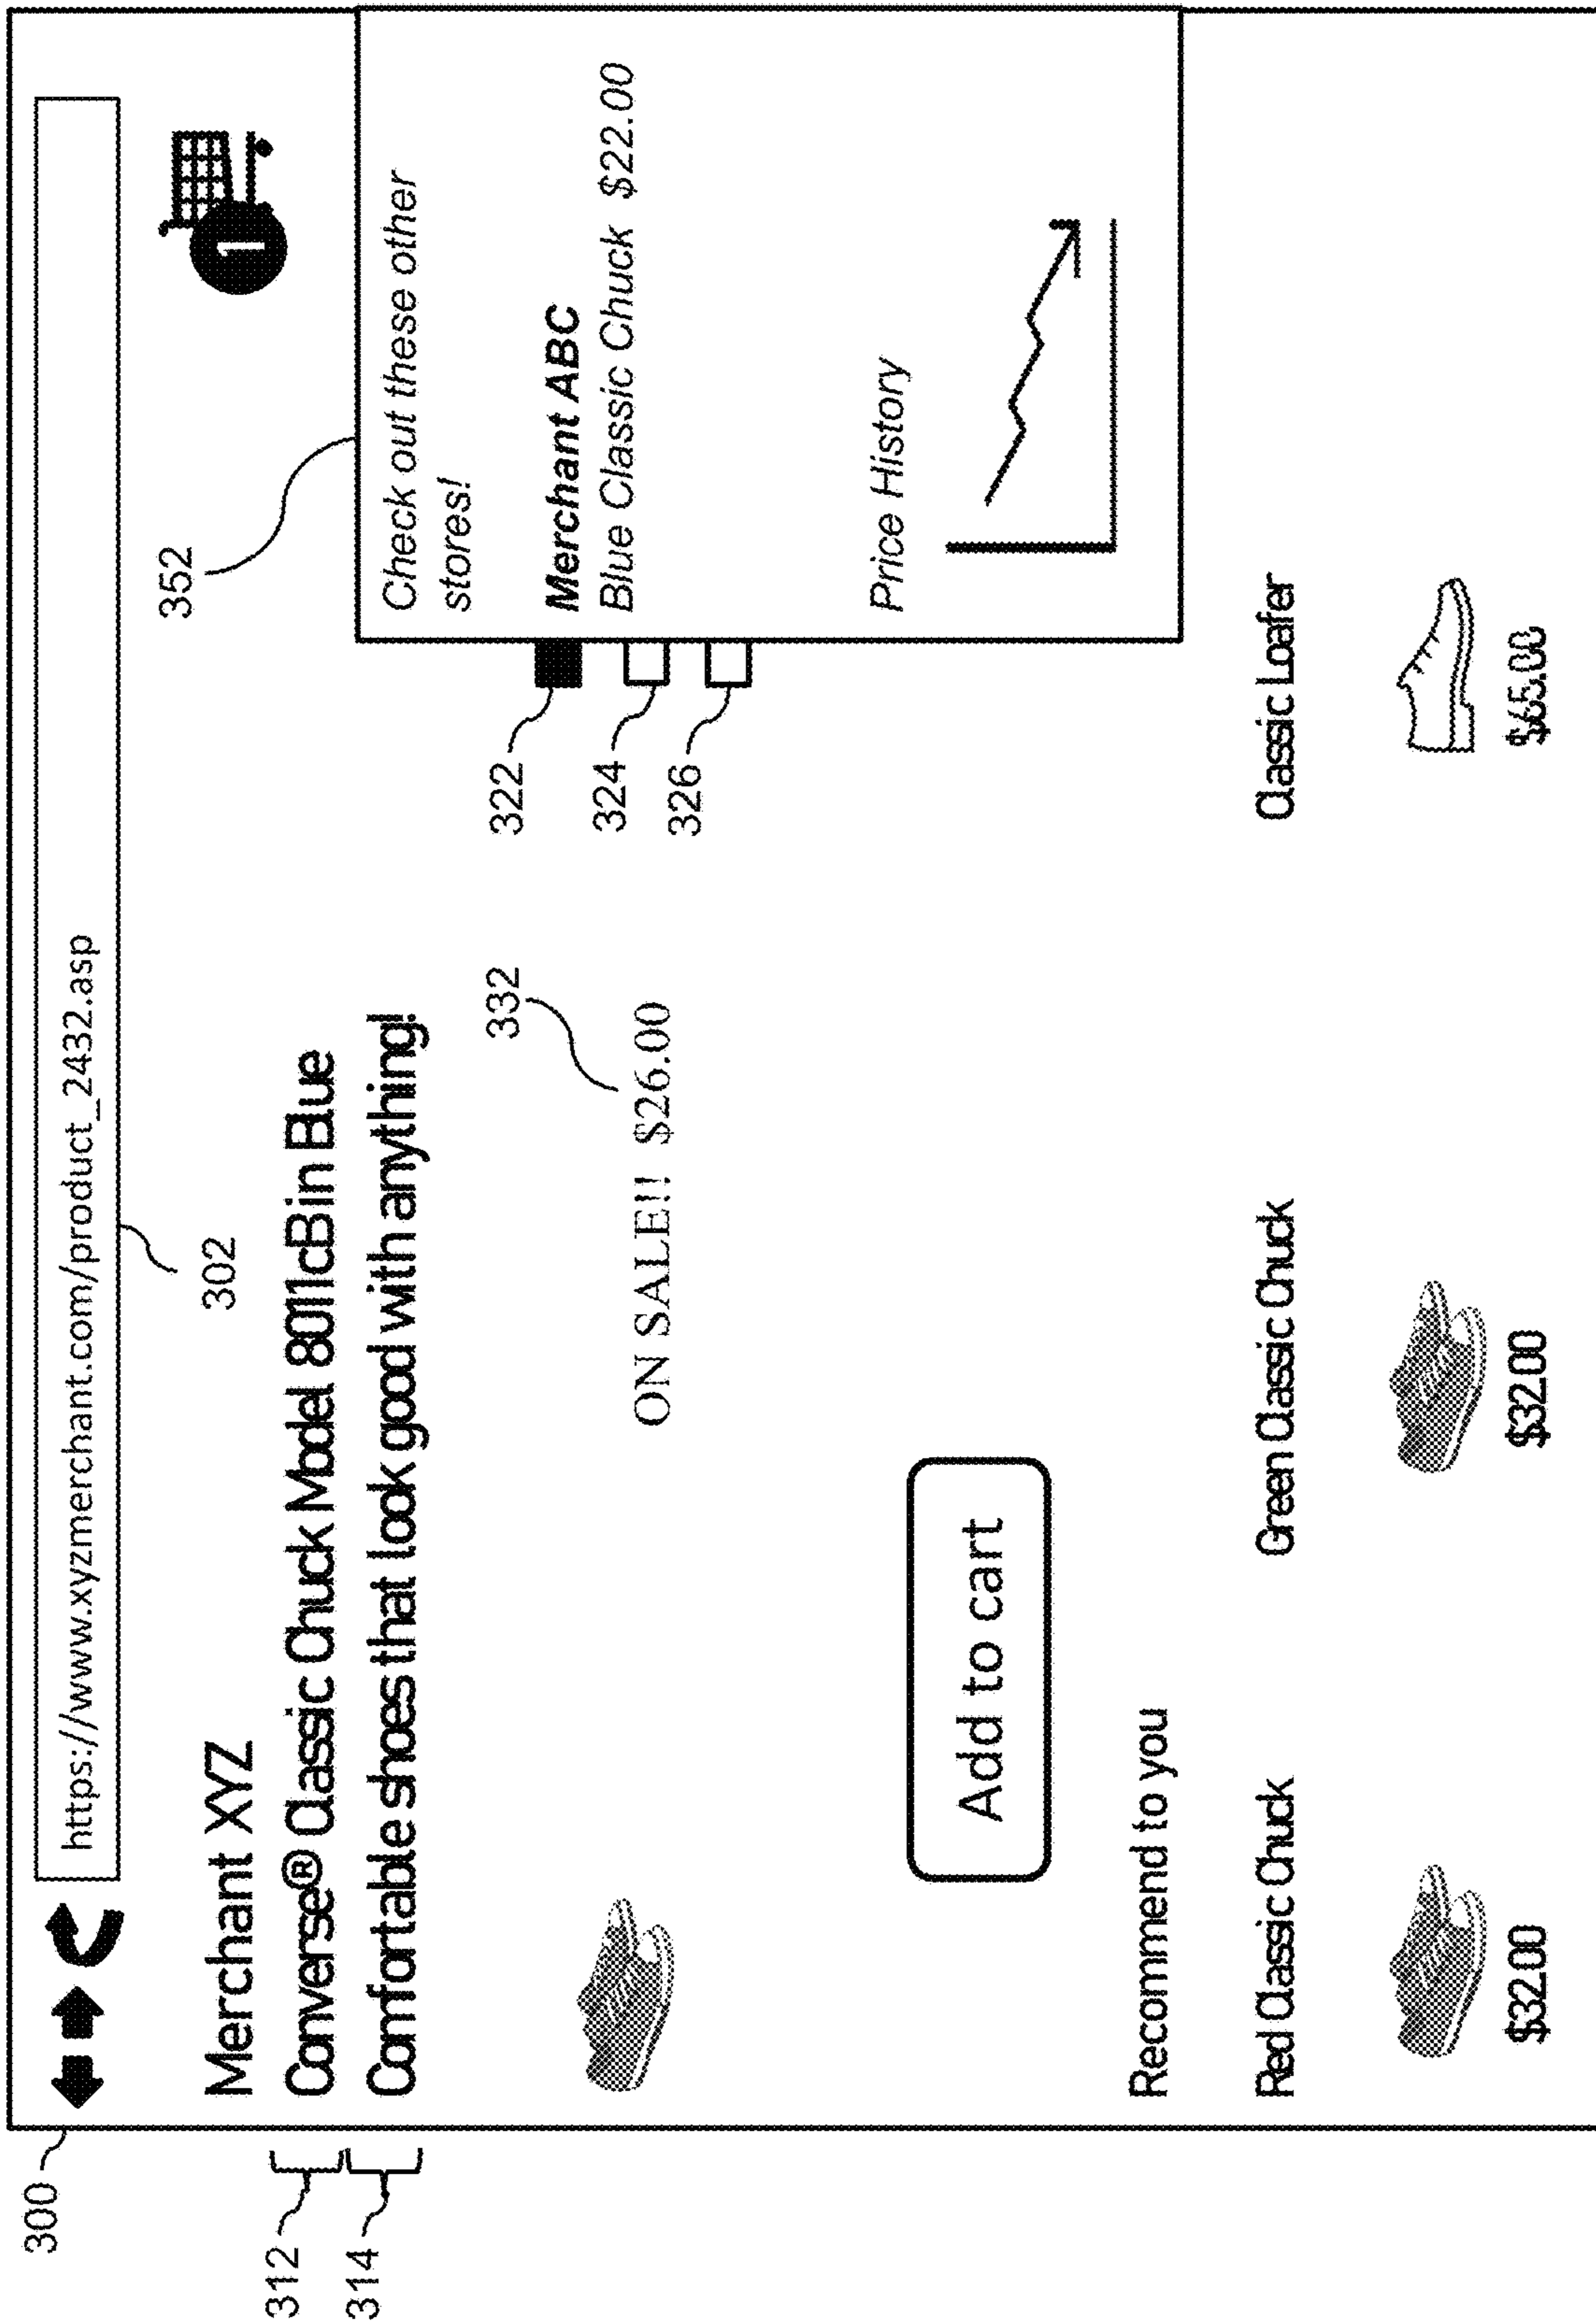 300
https://www.xyzmerchant.com/product_2432.asp
302
1
Merchant XYZ
312
Converse® Classic Chuck Model 8011cB in Blue
314
Comfortable shoes that look good with anything!
352
Check out these other
stores!
322
Merchant ABC
Blue Classic Chuck $22.00
324
326
332
ON SALE!! $26.00
Price History
Add to cart
Recommend to you
Red Classic Chuck
Green Classic Chuck
Classic Loafer
$32.00
$32.00
$65.00